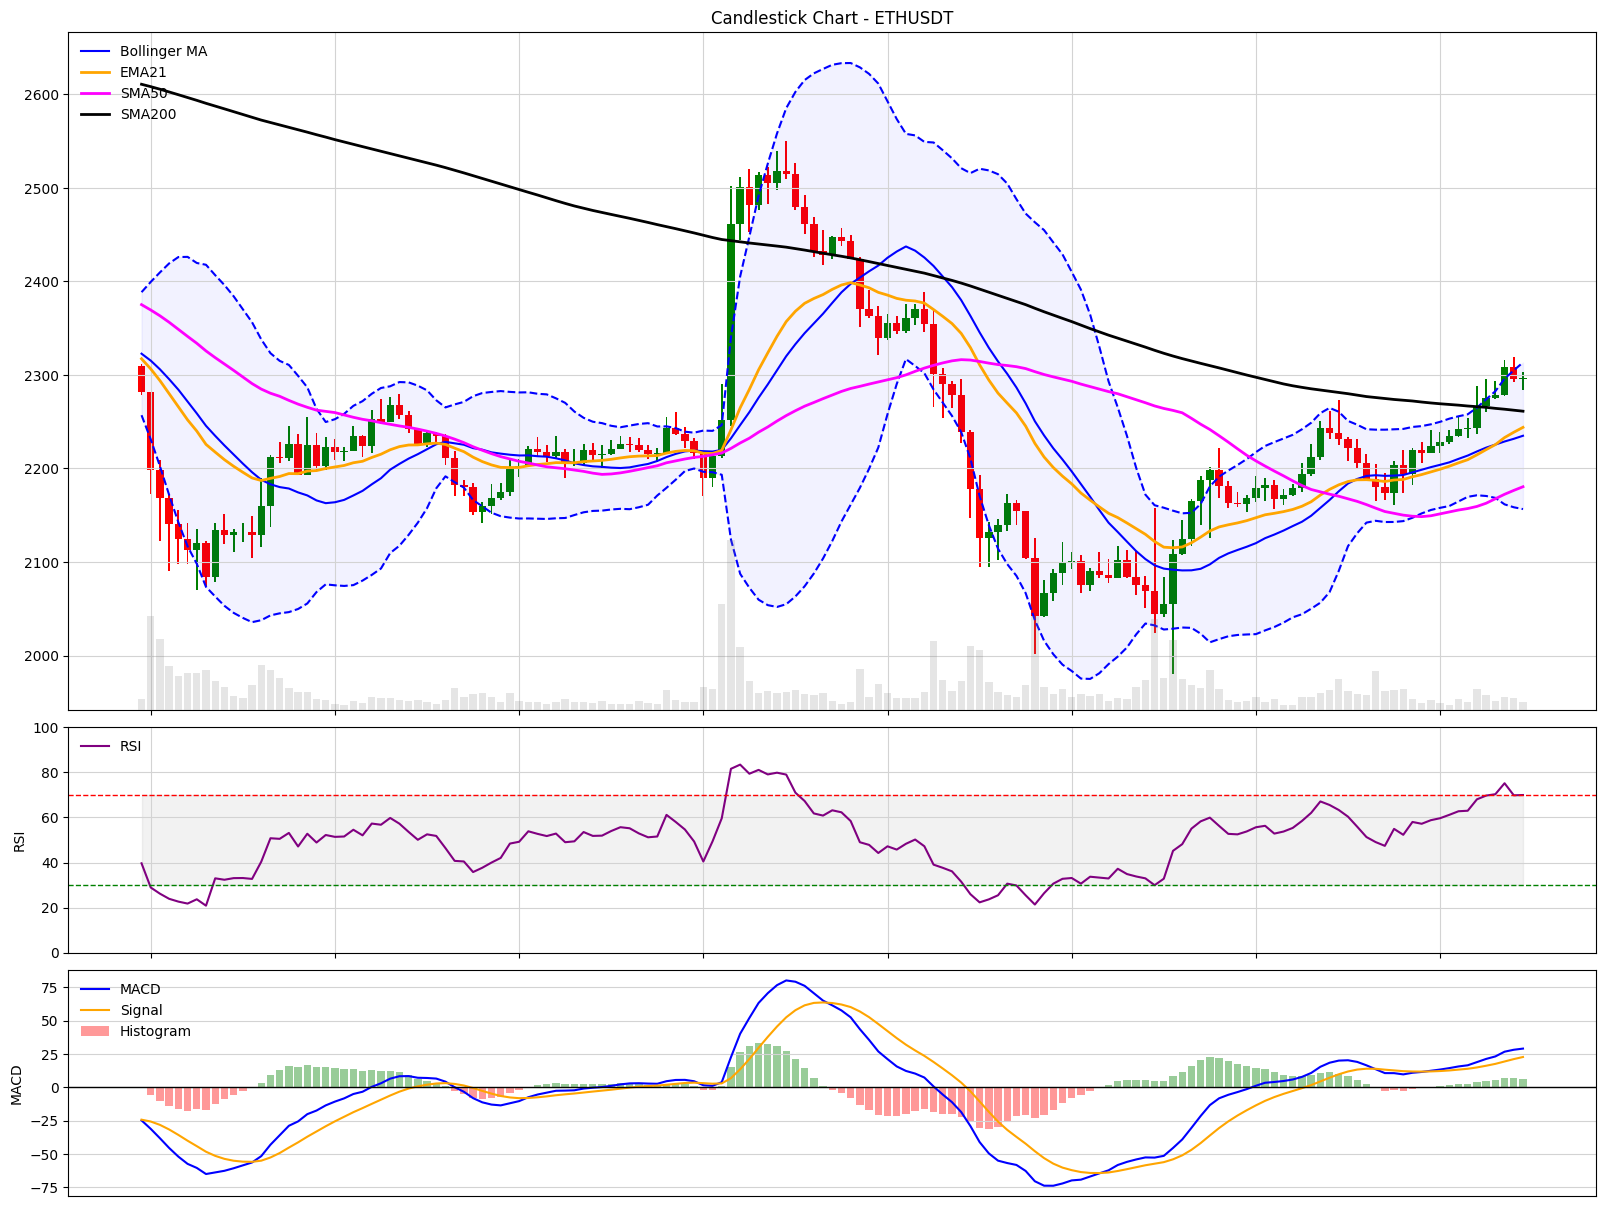 Candlestick Chart - ETHUSDT
Bollinger MA
EMA21
SMA50
SMA200
2600
2500
2400
2300
2200
2100
2000
RSI
100
80
60
40
20
0
RSI
MACD
Signal
Histogram
75
50
25
0
−25
−50
−75
MACD